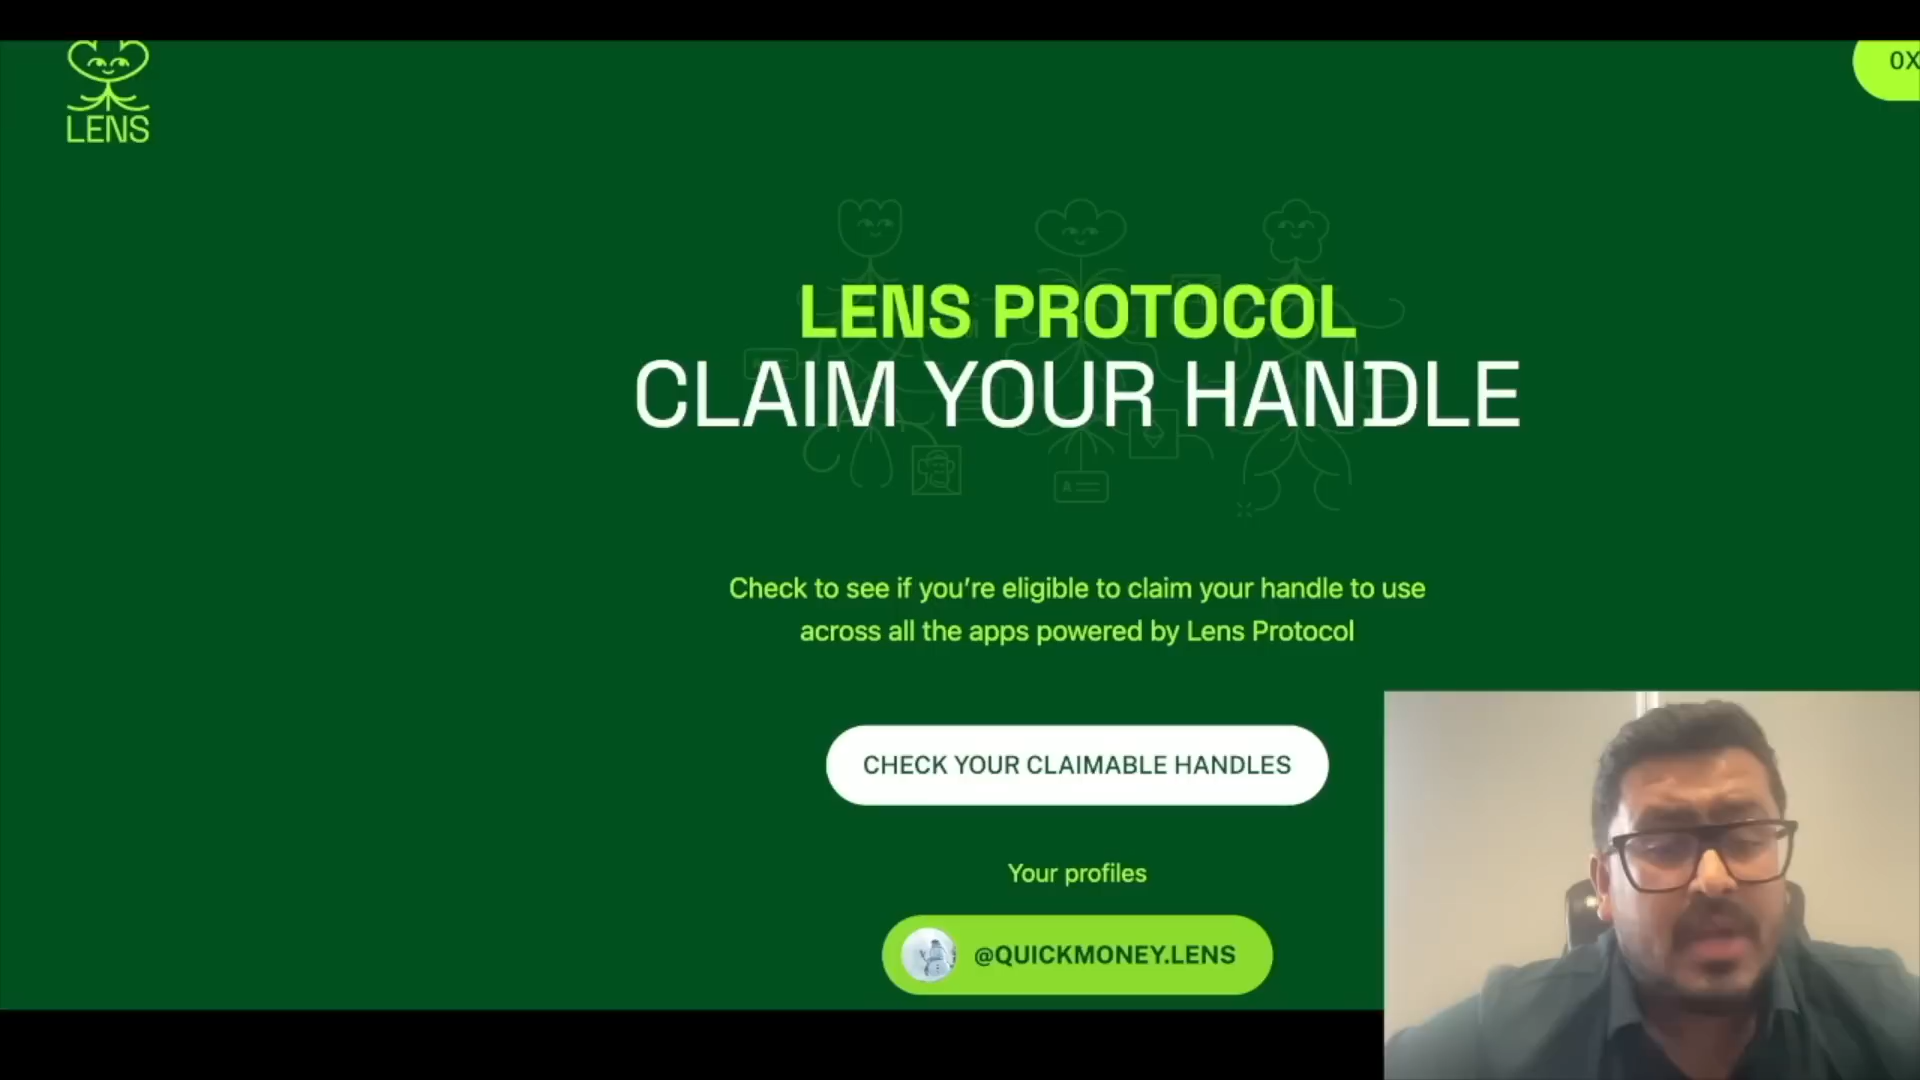 LENS
0X
LENS PROTOCOL
CLAIM YOUR HANDLE
Check to see if you’re eligible to claim your handle to use
across all the apps powered by Lens Protocol
CHECK YOUR CLAIMABLE HANDLES
Your profiles
@QUICKMONEY.LENS